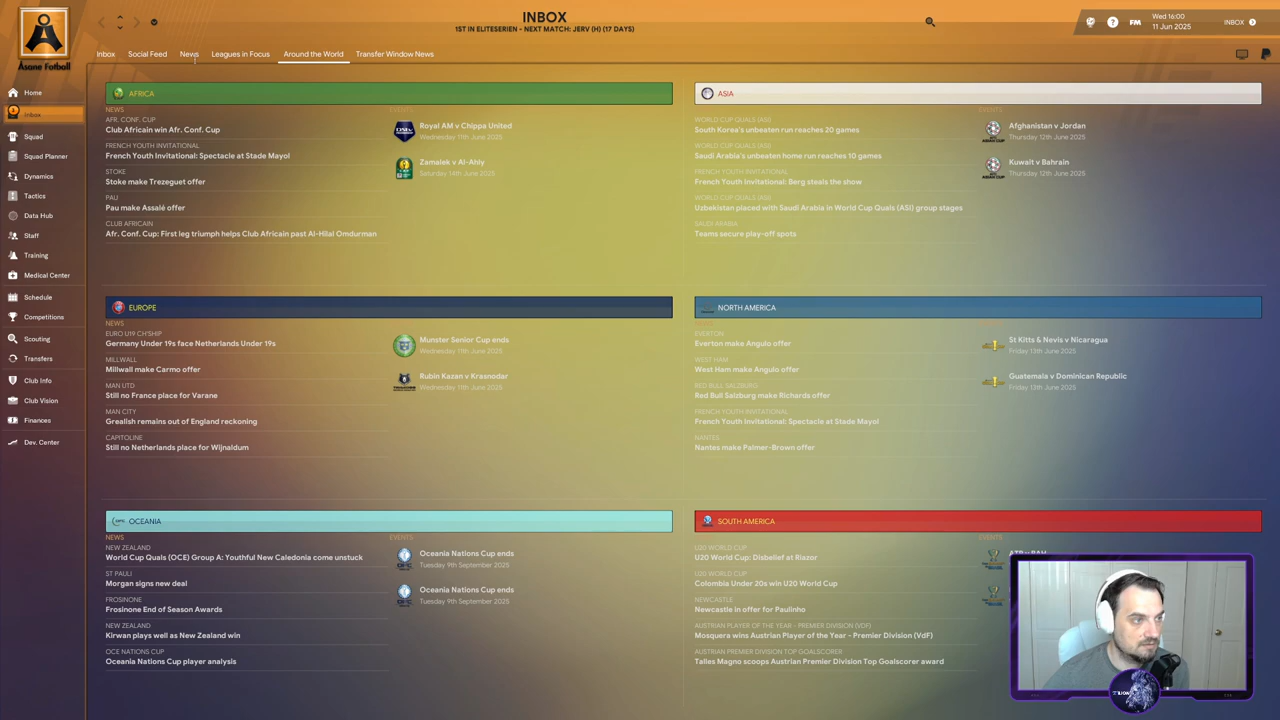 INBOX
1ST IN ELITESERIEN - NEXT MATCH: JERV (H) (17 DAYS)
FM
Wed 16:00
11 Jun 2025
INBOX
Åsane Fotball
Inbox
Social Feed
News
Leagues in Focus
Around the World
Transfer Window News
Home
Inbox
Squad
Squad Planner
Dynamics
Tactics
Data Hub
Staff
Training
Medical Center
Schedule
Competitions
Scouting
Transfers
Club Info
Club Vision
Finances
Dev. Center
AFRICA
NEWS
AFR. CONF. CUP
Club Africain win Afr. Conf. Cup
FRENCH YOUTH INVITATIONAL
French Youth Invitational: Spectacle at Stade Mayol
STOKE
Stoke make Trezeguet offer
PAU
Pau make Assalé offer
CLUB AFRICAIN
Afr. Conf. Cup: First leg triumph helps Club Africain past Al-Hilal Omdurman
EVENTS
Royal AM v Chippa United
Wednesday 11th June 2025
Zamalek v Al-Ahly
Saturday 14th June 2025
ASIA
WORLD CUP QUALS (ASI)
South Korea's unbeaten run reaches 20 games
WORLD CUP QUALS (ASI)
Saudi Arabia's unbeaten home run reaches 10 games
FRENCH YOUTH INVITATIONAL
French Youth Invitational: Berg steals the show
WORLD CUP QUALS (ASI)
Uzbekistan placed with Saudi Arabia in World Cup Quals (ASI) group stages
SAUDI ARABIA
Teams secure play-off spots
EVENTS
Afghanistan v Jordan
Thursday 12th June 2025
Kuwait v Bahrain
Thursday 12th June 2025
EUROPE
NEWS
EURO U19 CH'SHIP
Germany Under 19s face Netherlands Under 19s
MILLWALL
Millwall make Carmo offer
MAN UTD
Still no France place for Varane
MAN CITY
Grealish remains out of England reckoning
CAPITOLINE
Still no Netherlands place for Wijnaldum
Munster Senior Cup ends
Wednesday 11th June 2025
Rubin Kazan v Krasnodar
Wednesday 11th June 2025
NORTH AMERICA
EVERTON
Everton make Angulo offer
WEST HAM
West Ham make Angulo offer
RED BULL SALZBURG
Red Bull Salzburg make Richards offer
FRENCH YOUTH INVITATIONAL
French Youth Invitational: Spectacle at Stade Mayol
NANTES
Nantes make Palmer-Brown offer
St Kitts & Nevis v Nicaragua
Friday 13th June 2025
Guatemala v Dominican Republic
Friday 13th June 2025
OCEANIA
NEWS
NEW ZEALAND
World Cup Quals (OCE) Group A: Youthful New Caledonia come unstuck
ST PAULI
Morgan signs new deal
FROSINONE
Frosinone End of Season Awards
NEW ZEALAND
Kirwan plays well as New Zealand win
OCE NATIONS CUP
Oceania Nations Cup player analysis
EVENTS
Oceania Nations Cup ends
Tuesday 9th September 2025
Oceania Nations Cup ends
Tuesday 9th September 2025
SOUTH AMERICA
NEWS
U20 WORLD CUP
U20 World Cup: Disbelief at Riazor
U20 WORLD CUP
Colombia Under 20s win U20 World Cup
NEWCASTLE
Newcastle in offer for Paulinho
AUSTRIAN PLAYER OF THE YEAR - PREMIER DIVISION (VDF)
Mosquera wins Austrian Player of the Year - Premier Division (VdF)
AUSTRIAN PREMIER DIVISION TOP GOALSCORER
Talles Magno scoops Austrian Premier Division Top Goalscorer award
EVENTS